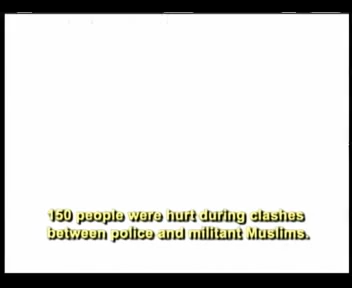 150 people were hurt during clashes
between police and militant Muslims.